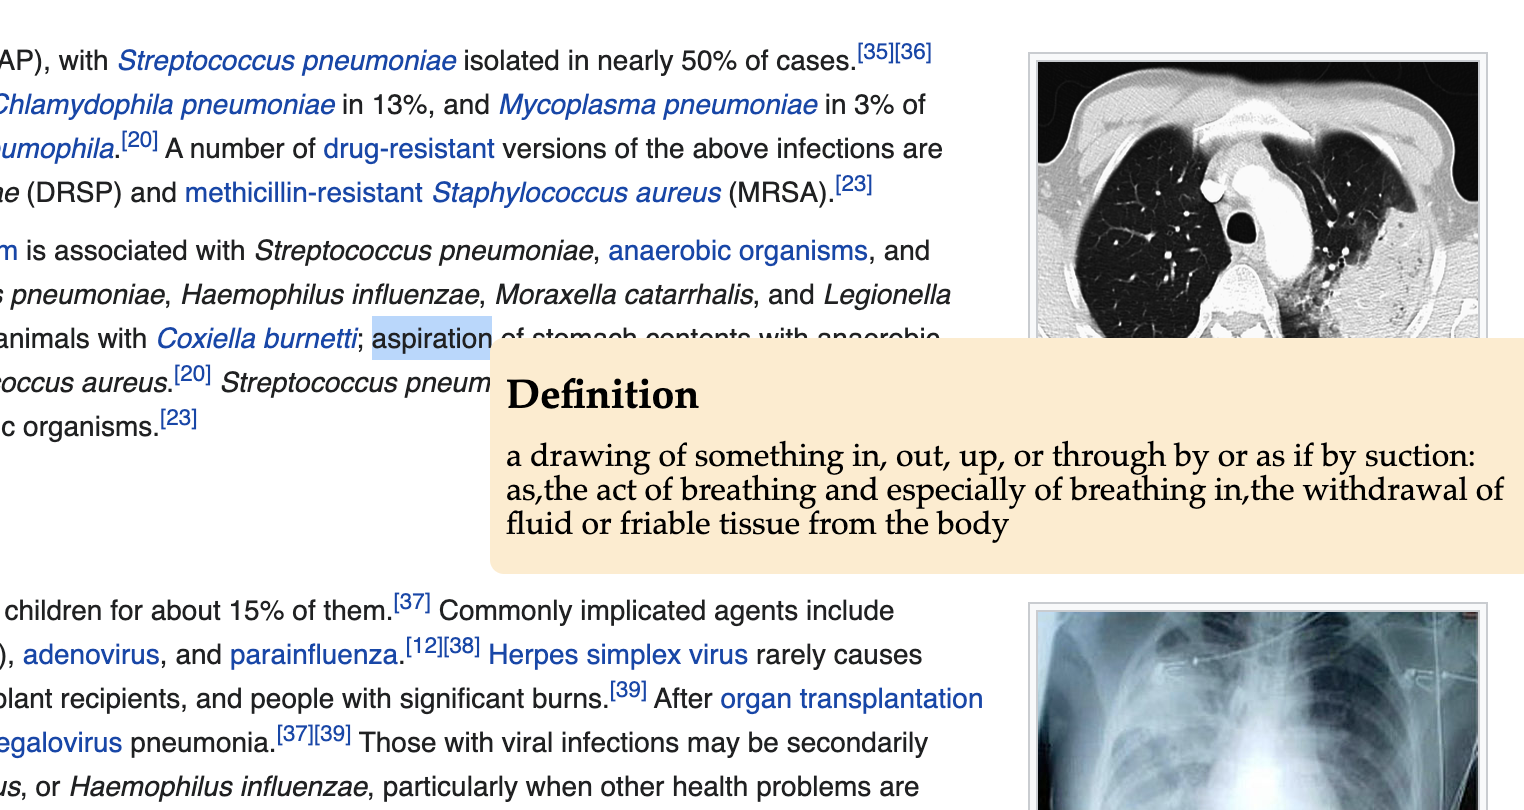 AP), with Streptococcus pneumoniae isolated in nearly 50% of cases.[35][36]
Chlamydophila pneumoniae in 13%, and Mycoplasma pneumoniae in 3% of
umophila.[20] A number of drug-resistant versions of the above infections are
ae (DRSP) and methicillin-resistant Staphylococcus aureus (MRSA).[23]
m is associated with Streptococcus pneumoniae, anaerobic organisms, and
s pneumoniae, Haemophilus influenzae, Moraxella catarrhalis, and Legionella
animals with Coxiella burnetti; aspiration of stomach contents with anaerobic
occus aureus.[20] Streptococcus pneum
c organisms.[23]
Definition
a drawing of something in, out, up, or through by or as if by suction:
as,the act of breathing and especially of breathing in,the withdrawal of
fluid or friable tissue from the body
children for about 15% of them.[37] Commonly implicated agents include
), adenovirus, and parainfluenza.[12][38] Herpes simplex virus rarely causes
plant recipients, and people with significant burns.[39] After organ transplantation
egalovirus pneumonia.[37][39] Those with viral infections may be secondarily
us, or Haemophilus influenzae, particularly when other health problems are